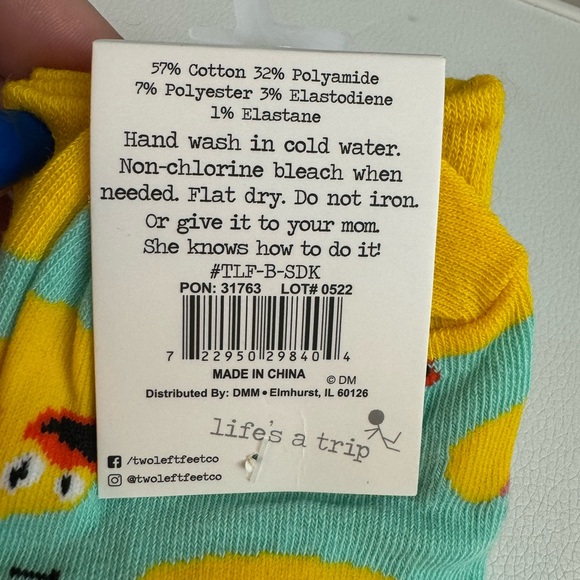 57% Cotton 32% Polyamide
7% Polyester 3% Elastodiene
1% Elastane
Hand wash in cold water.
Non-chlorine bleach when
needed. Flat dry. Do not iron.
Or give it to your mom.
She knows how to do it!
#TLF-B-SDK
PON: 31763 LOT# 0522
7 22950 29840 4
MADE IN CHINA © DM
Distributed By: DMM • Elmhurst, IL 60126
life's a trip
/twoleftfeetco
@twoleftfeetco